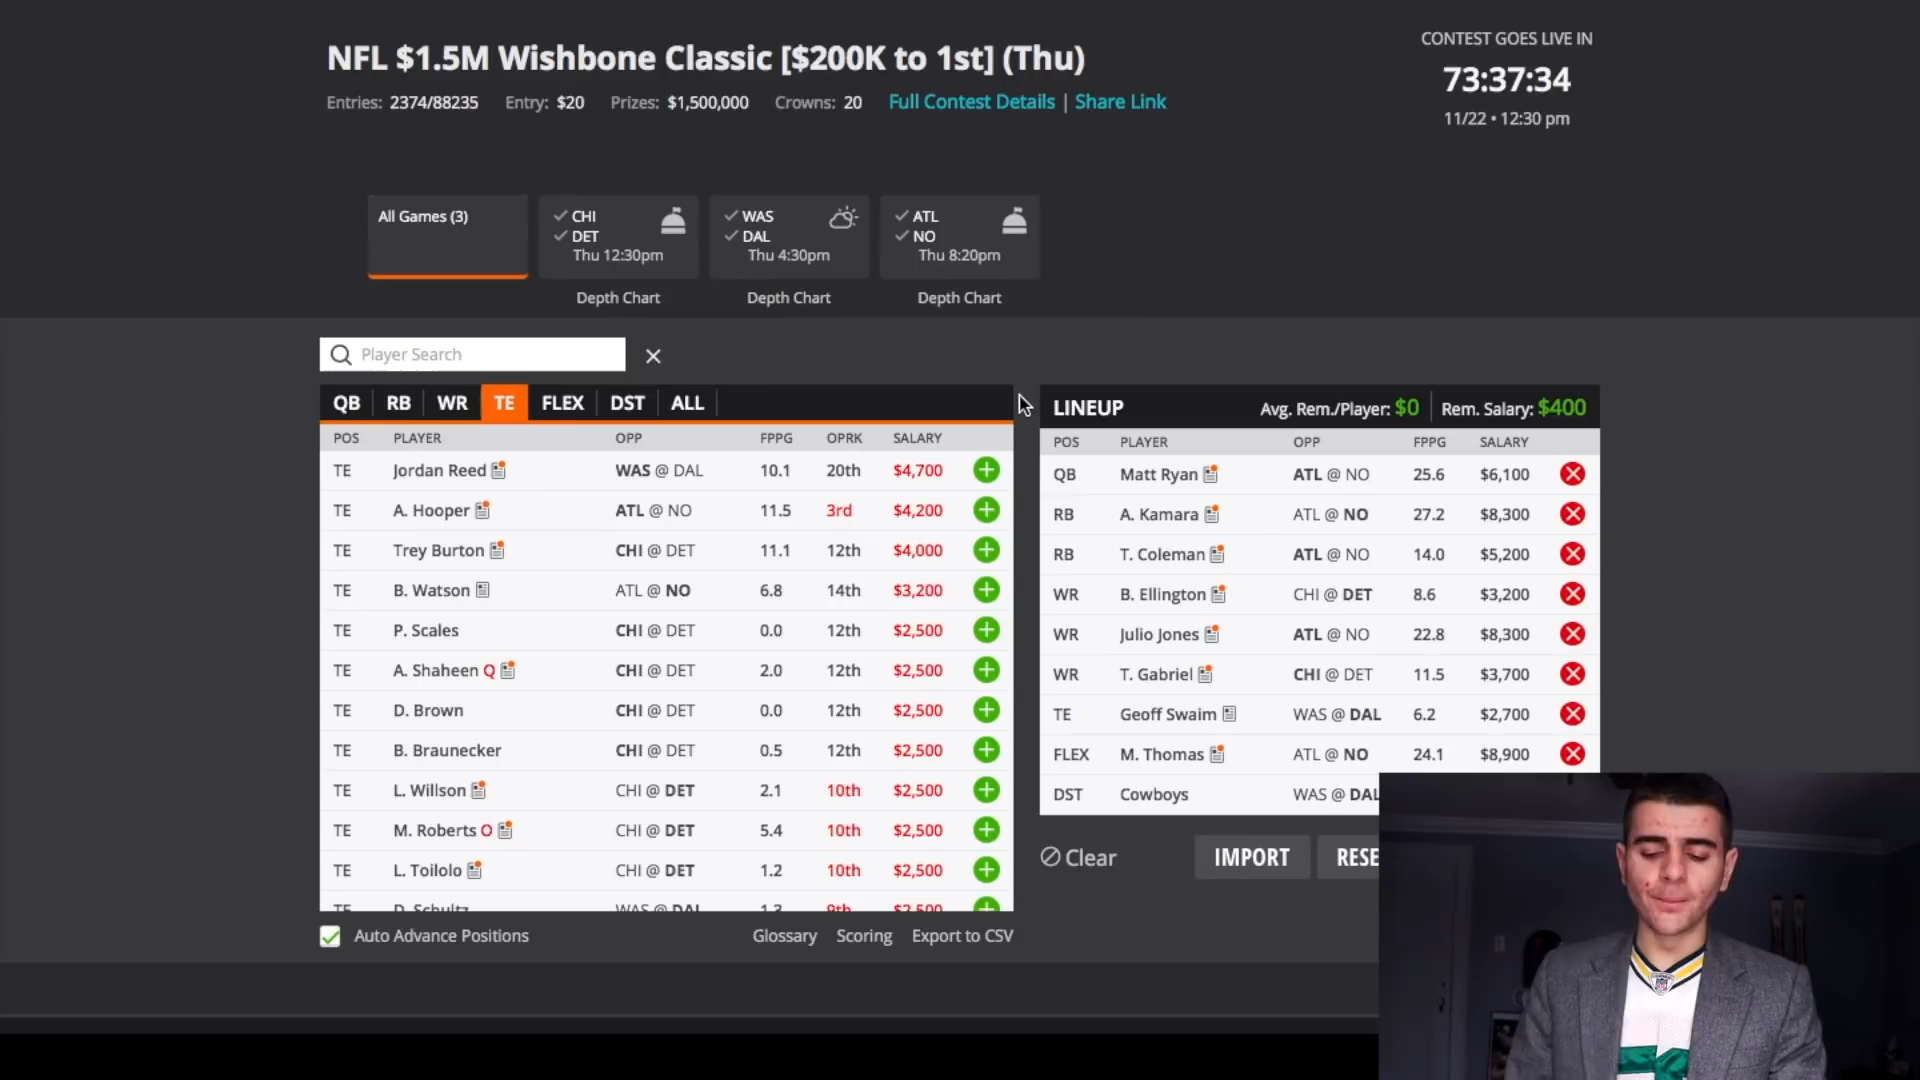 NFL $1.5M Wishbone Classic [$200K to 1st] (Thu)
Entries: 2374/88235 Entry: $20 Prizes: $1,500,000 Crowns: 20 Full Contest Details | Share Link
CONTEST GOES LIVE IN
73:37:34
11/22 • 12:30 pm
All Games (3)
CHI
DET
Thu 12:30pm
Depth Chart
WAS
DAL
Thu 4:30pm
Depth Chart
ATL
NO
Thu 8:20pm
Depth Chart
Player Search
QB RB WR TE FLEX DST ALL
POS PLAYER OPP FPPG OPRK SALARY
TE Jordan Reed WAS @ DAL 10.1 20th $4,700
TE A. Hooper ATL @ NO 11.5 3rd $4,200
TE Trey Burton CHI @ DET 11.1 12th $4,000
TE B. Watson ATL @ NO 6.8 14th $3,200
TE P. Scales CHI @ DET 0.0 12th $2,500
TE A. Shaheen Q CHI @ DET 2.0 12th $2,500
TE D. Brown CHI @ DET 0.0 12th $2,500
TE B. Braunecker CHI @ DET 0.5 12th $2,500
TE L. Willson CHI @ DET 2.1 10th $2,500
TE M. Roberts O CHI @ DET 5.4 10th $2,500
TE L. Toilolo CHI @ DET 1.2 10th $2,500
TE D. Schultz WAS @ DAL 1.3 9th $2,500
Auto Advance Positions
Glossary Scoring Export to CSV
LINEUP Avg. Rem./Player: $0 Rem. Salary: $400
POS PLAYER OPP FPPG SALARY
QB Matt Ryan ATL @ NO 25.6 $6,100
RB A. Kamara ATL @ NO 27.2 $8,300
RB T. Coleman ATL @ NO 14.0 $5,200
WR B. Ellington CHI @ DET 8.6 $3,200
WR Julio Jones ATL @ NO 22.8 $8,300
WR T. Gabriel CHI @ DET 11.5 $3,700
TE Geoff Swaim WAS @ DAL 6.2 $2,700
FLEX M. Thomas ATL @ NO 24.1 $8,900
DST Cowboys WAS @ DAL
Clear IMPORT RESE